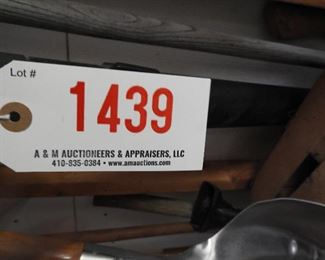 Lot #
1439
A & M AUCTIONEERS & APPRAISERS, LLC
410-835-0384 • www.amauctions.com